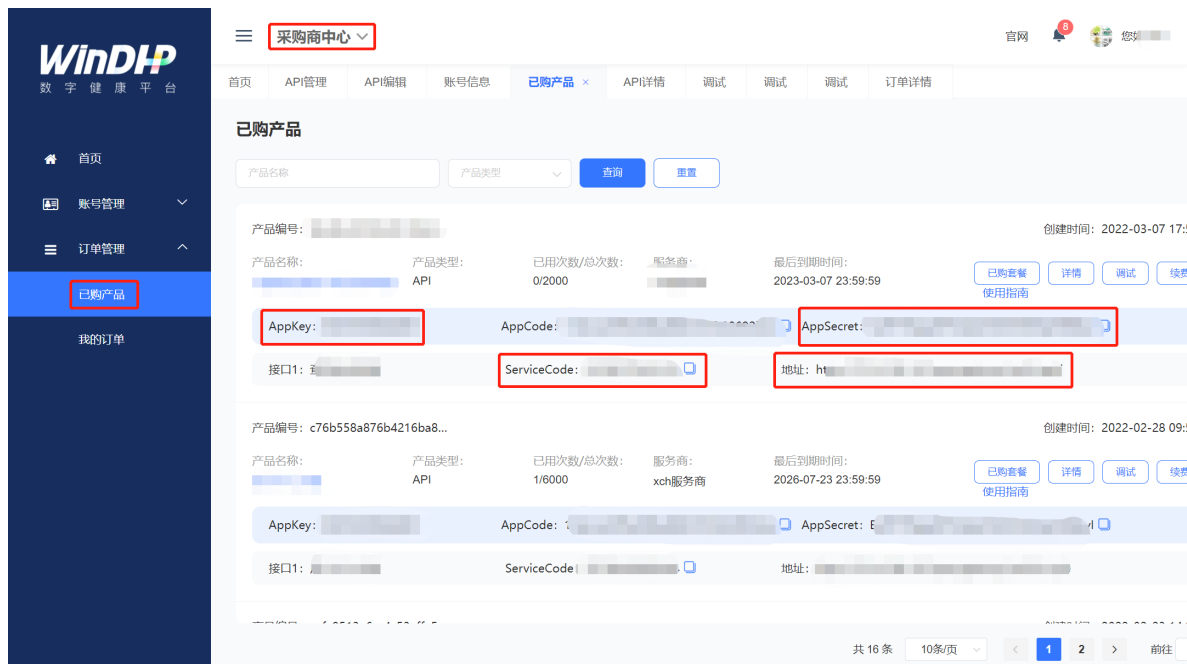 WinDHP
数字健康平台
采购商中心
官网
8
您
首页
API管理
API编辑
账号信息
已购产品 ×
API详情
调试
调试
调试
订单详情
首页
账号管理
订单管理
已购产品
我的订单
已购产品
产品名称
产品类型
查询
重置
产品编号:
创建时间: 2022-03-07 17:
产品名称:
产品类型:
已用次数/总次数:
服务商:
最后到期时间:
API
0/2000
2023-03-07 23:59:59
已购套餐
详情
调试
续费
使用指南
AppKey:
AppCode:
AppSecret:
接口1:
ServiceCode:
地址: ht
产品编号: c76b558a876b4216ba8...
创建时间: 2022-02-28 09:
产品名称:
产品类型:
已用次数/总次数:
服务商:
最后到期时间:
API
1/6000
xch服务商
2026-07-23 23:59:59
已购套餐
详情
调试
续费
使用指南
AppKey:
AppCode:
AppSecret:
接口1:
ServiceCode
地址:
共 16 条
10条/页
<
1
2
>
前往